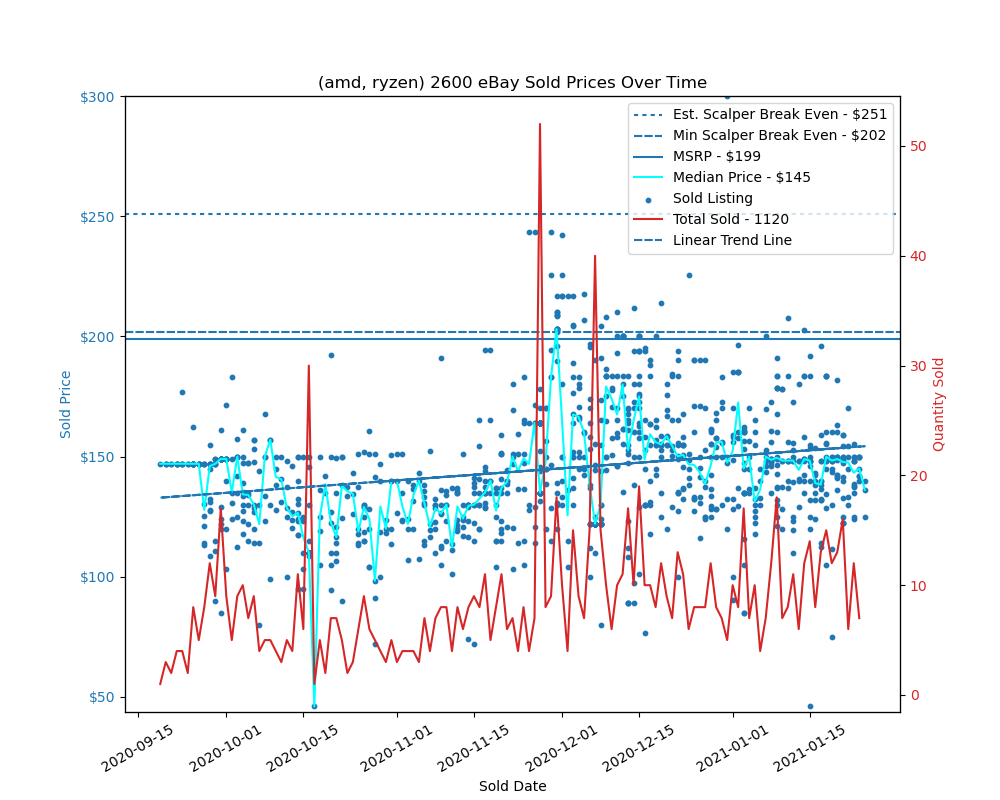 (amd, ryzen) 2600 eBay Sold Prices Over Time
$300
$250
$200
$150
$100
$50
Sold Price
Est. Scalper Break Even - $251
Min Scalper Break Even - $202
MSRP - $199
Median Price - $145
Sold Listing
Total Sold - 1120
Linear Trend Line
50
40
30
20
10
0
Quantity Sold
2020-09-15
2020-10-01
2020-10-15
2020-11-01
2020-11-15
2020-12-01
2020-12-15
2021-01-01
2021-01-15
Sold Date